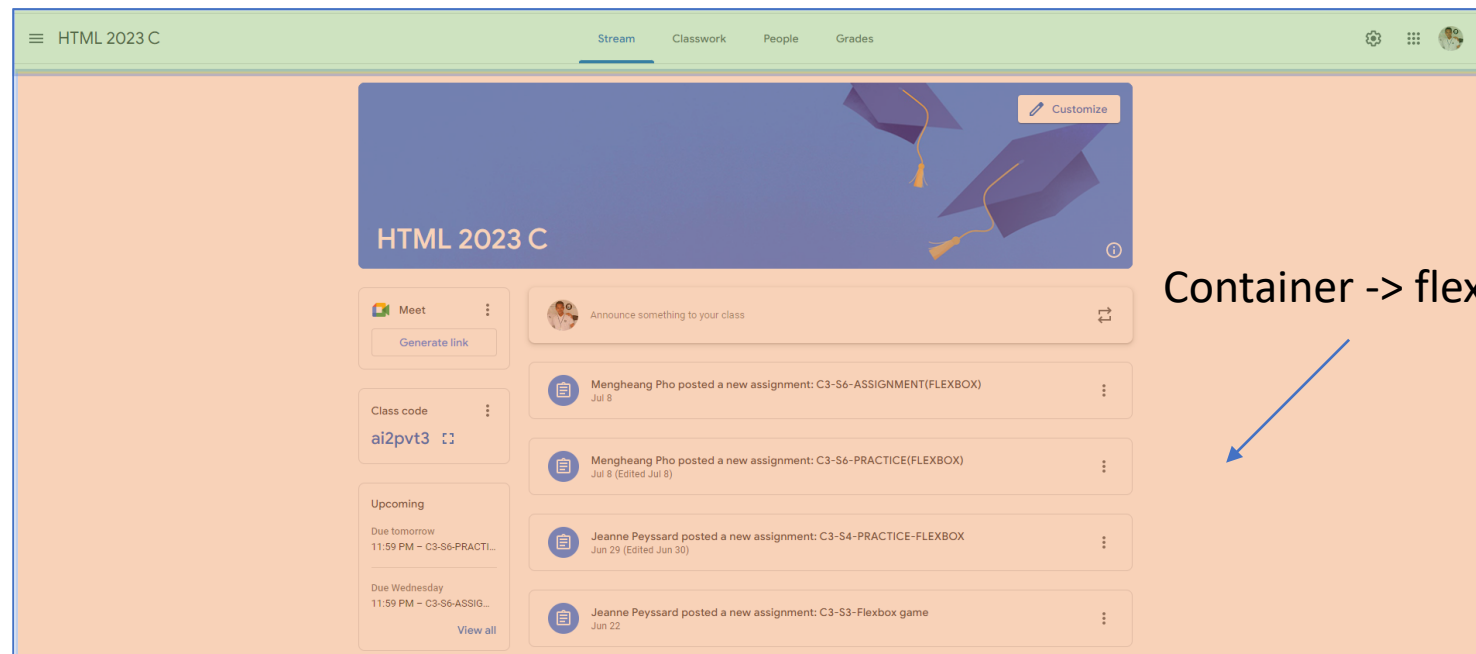 HTML 2023 C
Stream Classwork People Grades
Customize
HTML 2023 C
Container -> flex
Meet
Generate link
Announce something to your class
Mengheang Pho posted a new assignment: C3-S6-ASSIGNMENT(FLEXBOX)
Jul 8
Class code
ai2pvt3
Mengheang Pho posted a new assignment: C3-S6-PRACTICE(FLEXBOX)
Jul 8 (Edited Jul 8)
Upcoming
Due tomorrow
11:59 PM – C3-S6-PRACTI...
Jeanne Peyssard posted a new assignment: C3-S4-PRACTICE-FLEXBOX
Jun 29 (Edited Jun 30)
Due Wednesday
11:59 PM – C3-S6-ASSIG...
View all
Jeanne Peyssard posted a new assignment: C3-S3-Flexbox game
Jun 22